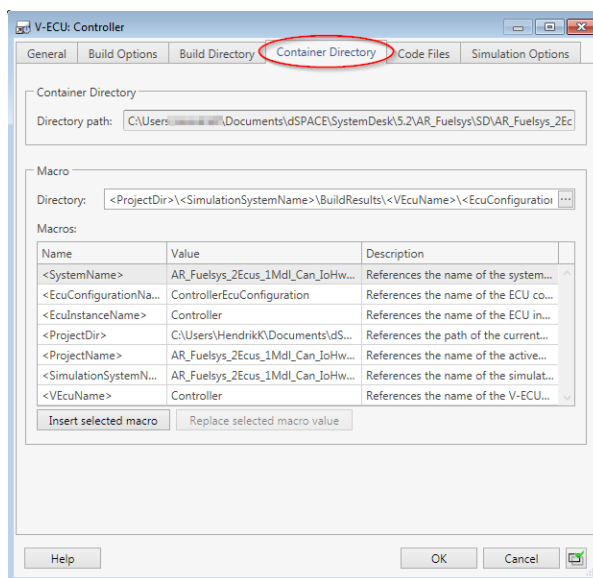 V-ECU: Controller
General Build Options Build Directory Container Directory Code Files Simulation Options
Container Directory
Directory path: C:\Users \Documents\dSPACE\SystemDesk\5.2\AR_Fuelsys\SD\AR_Fuelsys_2Ec
Macro
Directory: <ProjectDir>\<SimulationSystemName>\BuildResults\<VEcuName>\<EcuConfiguration ...
Macros:
Name Value Description
<SystemName> AR_Fuelsys_2Ecus_1Mdl_Can_IoHw... References the name of the system...
<EcuConfigurationNa... ControllerEcuConfiguration References the name of the ECU co...
<EcuInstanceName> Controller References the name of the ECU in...
<ProjectDir> C:\Users\HendrikK\Documents\dS... References the path of the current...
<ProjectName> AR_Fuelsys_2Ecus_1Mdl_Can_IoHw... References the name of the active...
<SimulationSystemN... AR_Fuelsys_2Ecus_1Mdl_Can_IoHw... References the name of the simulat...
<VEcuName> Controller References the name of the V-ECU...
Insert selected macro Replace selected macro value
Help OK Cancel